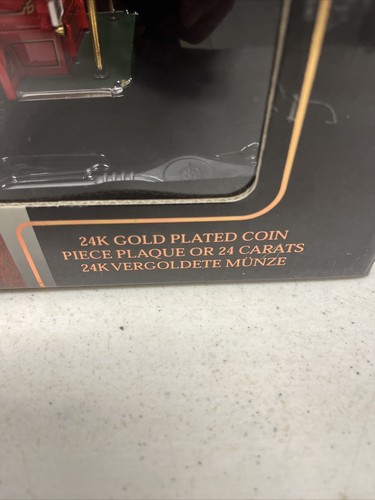 24K GOLD PLATED COIN
PIECE PLAQUE OR 24 CARATS
24K VERGOLDETE MÜNZE